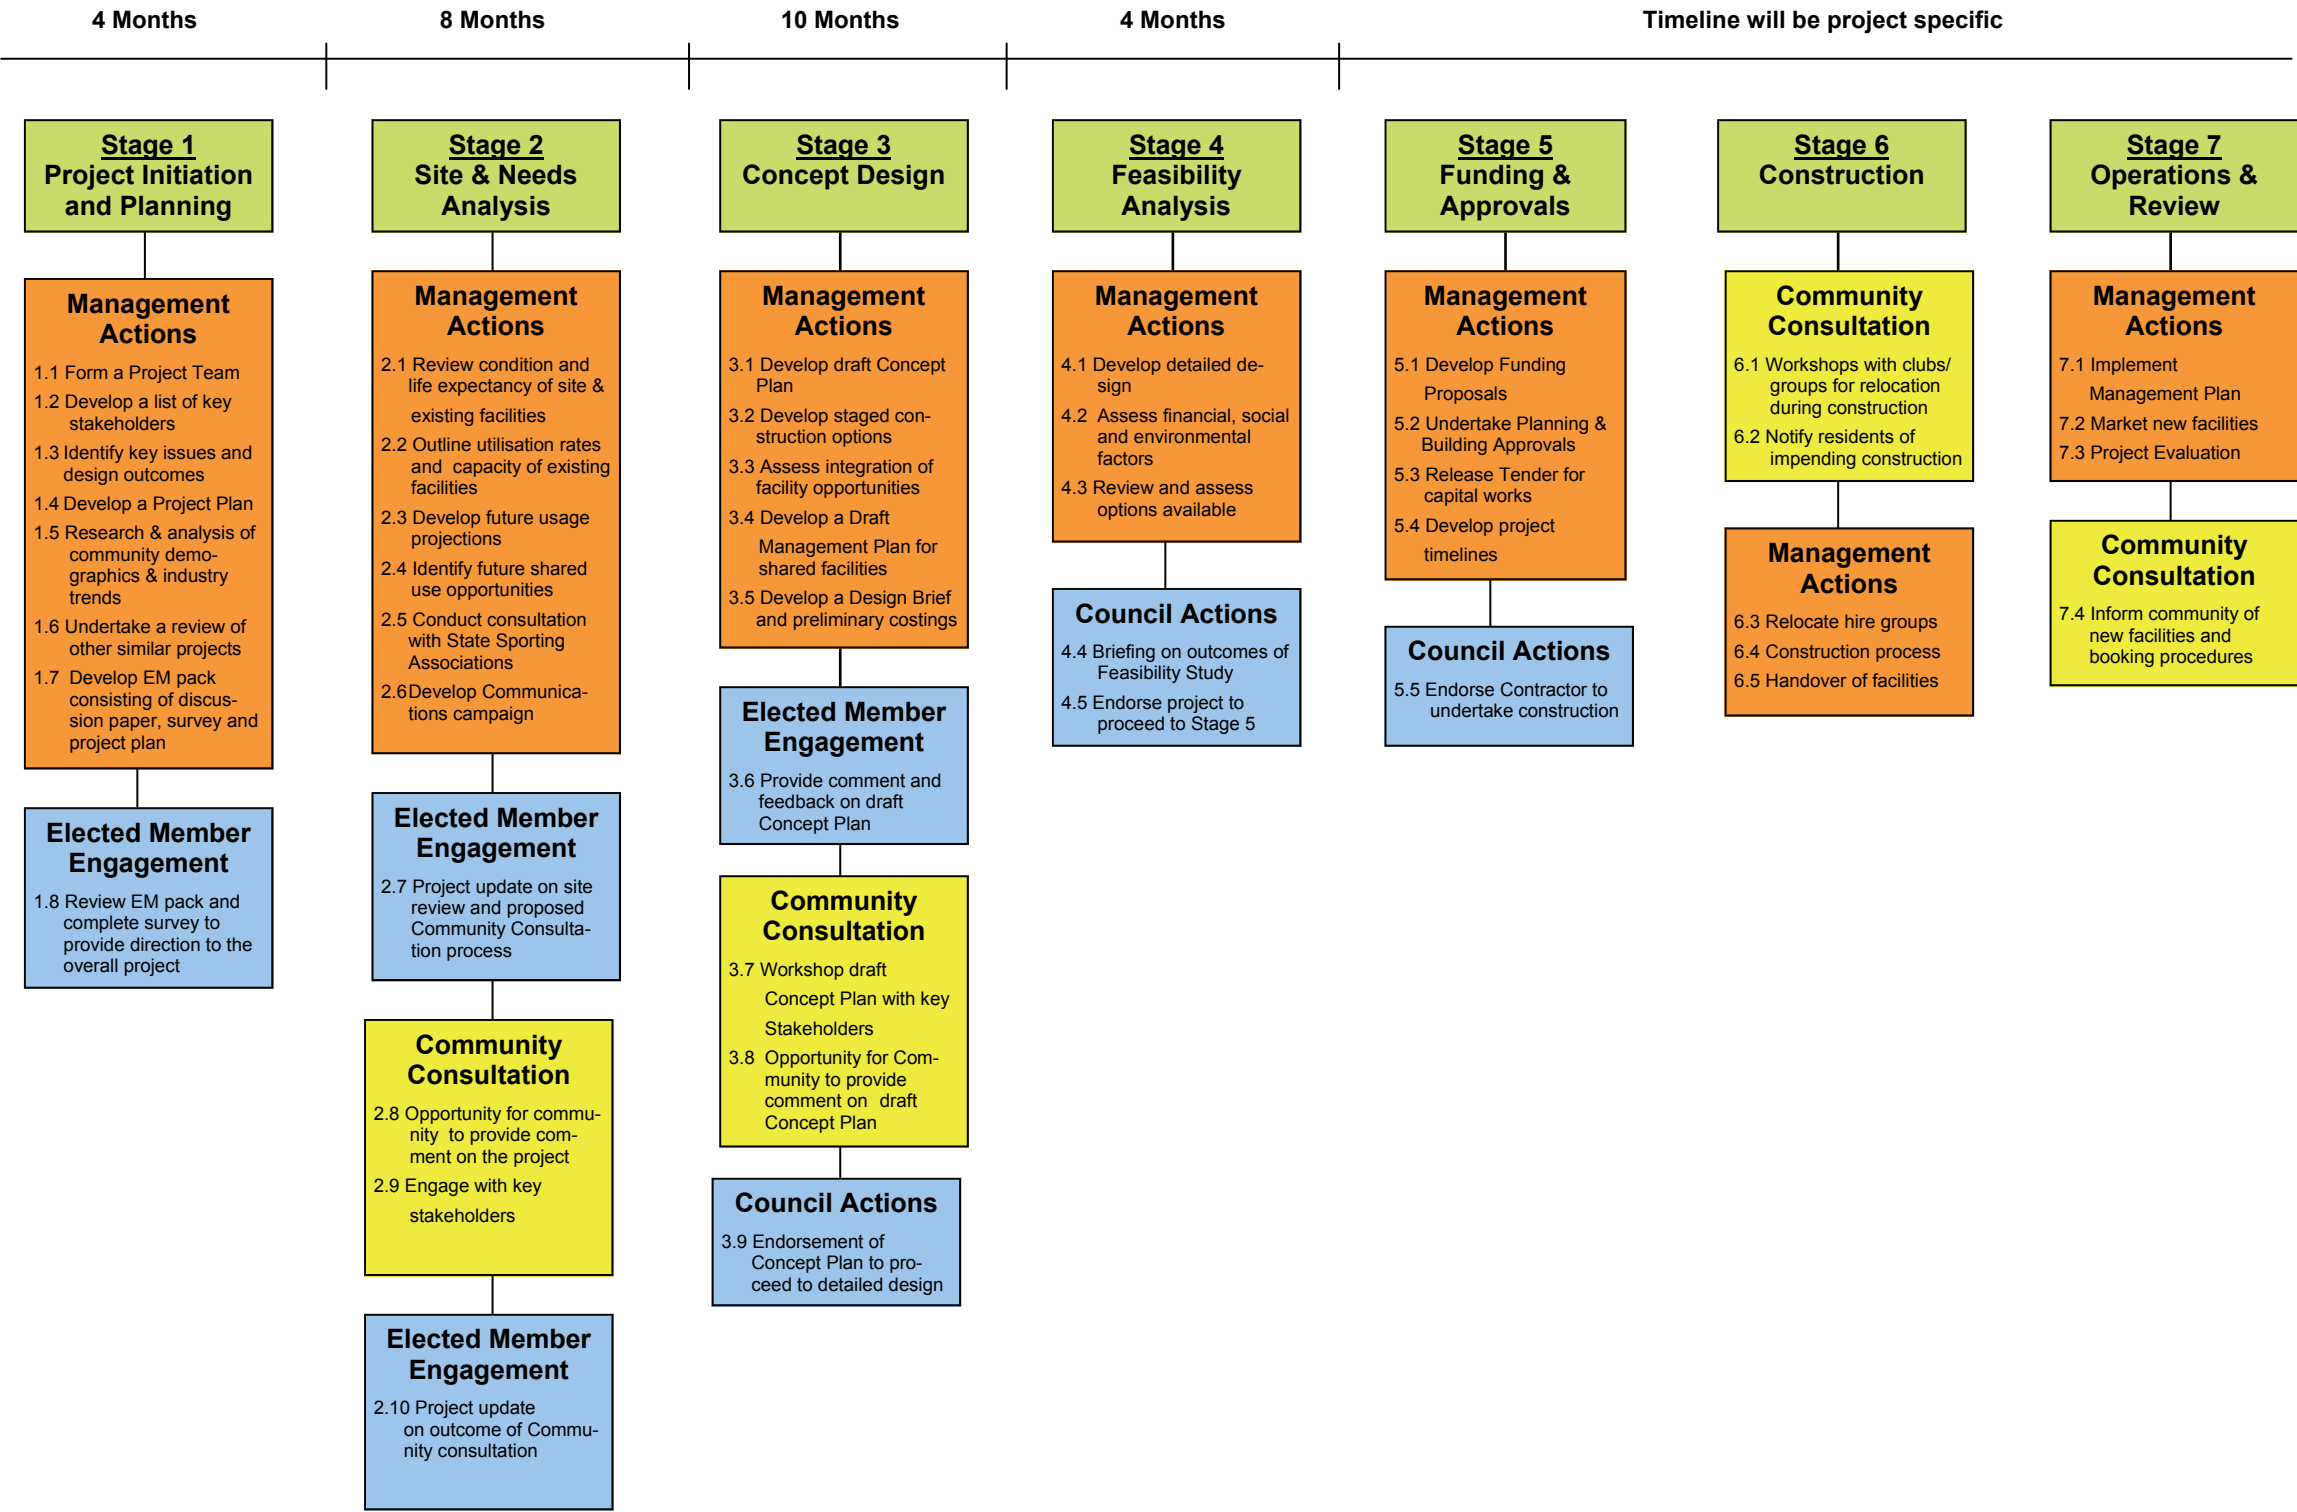 4 Months
8 Months
10 Months
4 Months
Timeline will be project specific
Stage 1
Project Initiation
and Planning
Management
Actions
1.1 Form a Project Team
1.2 Develop a list of key
stakeholders
1.3 Identify key issues and
design outcomes
1.4 Develop a Project Plan
1.5 Research & analysis of
community demo-
graphics & industry
trends
1.6 Undertake a review of
other similar projects
1.7 Develop EM pack
consisting of discus-
sion paper, survey and
project plan
Elected Member
Engagement
1.8 Review EM pack and
complete survey to
provide direction to the
overall project
Stage 2
Site & Needs
Analysis
Management
Actions
2.1 Review condition and
life expectancy of site &
existing facilities
2.2 Outline utilisation rates
and capacity of existing
facilities
2.3 Develop future usage
projections
2.4 Identify future shared
use opportunities
2.5 Conduct consultation
with State Sporting
Associations
2.6Develop Communica-
tions campaign
Elected Member
Engagement
2.7 Project update on site
review and proposed
Community Consulta-
tion process
Community
Consultation
2.8 Opportunity for commu-
nity to provide com-
ment on the project
2.9 Engage with key
stakeholders
Elected Member
Engagement
2.10 Project update
on outcome of Commu-
nity consultation
Stage 3
Concept Design
Management
Actions
3.1 Develop draft Concept
Plan
3.2 Develop staged con-
struction options
3.3 Assess integration of
facility opportunities
3.4 Develop a Draft
Management Plan for
shared facilities
3.5 Develop a Design Brief
and preliminary costings
Elected Member
Engagement
3.6 Provide comment and
feedback on draft
Concept Plan
Community
Consultation
3.7 Workshop draft
Concept Plan with key
Stakeholders
3.8 Opportunity for Com-
munity to provide
comment on draft
Concept Plan
Council Actions
3.9 Endorsement of
Concept Plan to pro-
ceed to detailed design
Stage 4
Feasibility
Analysis
Management
Actions
4.1 Develop detailed de-
sign
4.2 Assess financial, social
and environmental
factors
4.3 Review and assess
options available
Council Actions
4.4 Briefing on outcomes of
Feasibility Study
4.5 Endorse project to
proceed to Stage 5
Stage 5
Funding &
Approvals
Management
Actions
5.1 Develop Funding
Proposals
5.2 Undertake Planning &
Building Approvals
5.3 Release Tender for
capital works
5.4 Develop project
timelines
Council Actions
5.5 Endorse Contractor to
undertake construction
Stage 6
Construction
Community
Consultation
6.1 Workshops with clubs/
groups for relocation
during construction
6.2 Notify residents of
impending construction
Management
Actions
6.3 Relocate hire groups
6.4 Construction process
6.5 Handover of facilities
Stage 7
Operations &
Review
Management
Actions
7.1 Implement
Management Plan
7.2 Market new facilities
7.3 Project Evaluation
Community
Consultation
7.4 Inform community of
new facilities and
booking procedures